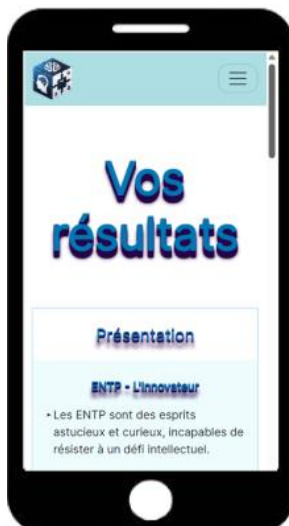 Vos
résultats
Présentation
ENTP - L'Innovateur
• Les ENTP sont des esprits
astucieux et curieux, incapables de
résister à un défi intellectuel.